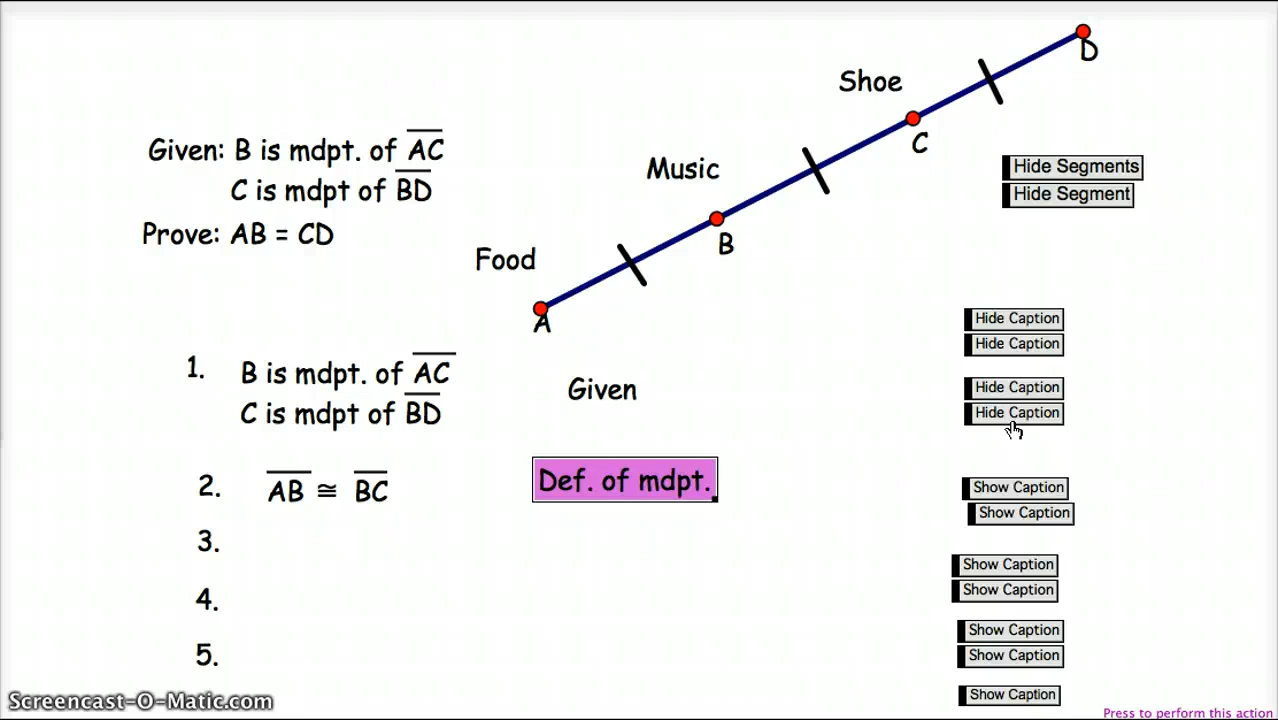 D
Shoe
C
Given: B is mdpt. of AC
Music
Hide Segments
C is mdpt of BD
Hide Segment
Prove: AB = CD
B
Food
A
Hide Caption
Hide Caption
1. B is mdpt. of AC
Given
Hide Caption
C is mdpt of BD
Hide Caption
2. AB ≅ BC
Def. of mdpt.
Show Caption
Show Caption
3.
Show Caption
4.
Show Caption
Show Caption
5.
Show Caption
Show Caption
Screencast-O-Matic.com
Press to perform this action